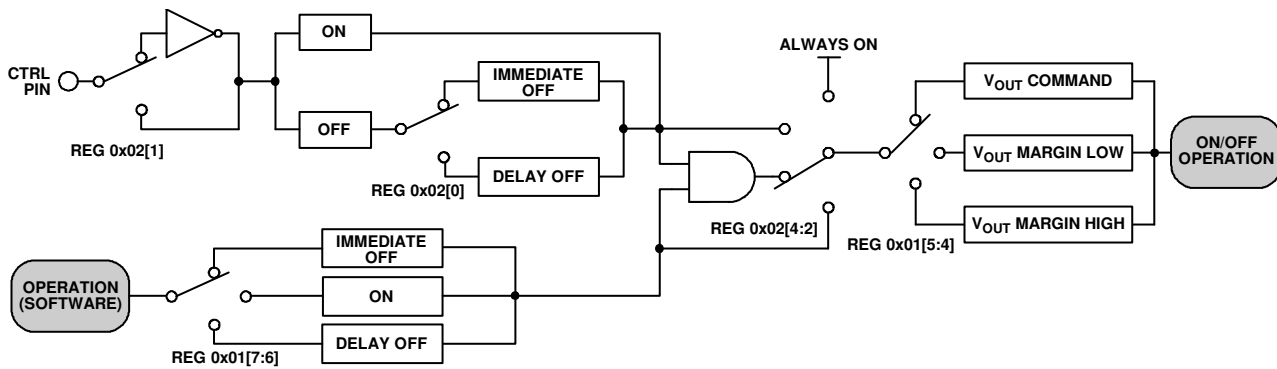 CTRL
PIN
REG 0x02[1]
ON
OFF
IMMEDIATE
OFF
DELAY OFF
REG 0x02[0]
ALWAYS ON
REG 0x02[4:2]
VOUT COMMAND
VOUT MARGIN LOW
VOUT MARGIN HIGH
REG 0x01[5:4]
ON/OFF
OPERATION
OPERATION
(SOFTWARE)
IMMEDIATE
OFF
ON
DELAY OFF
REG 0x01[7:6]